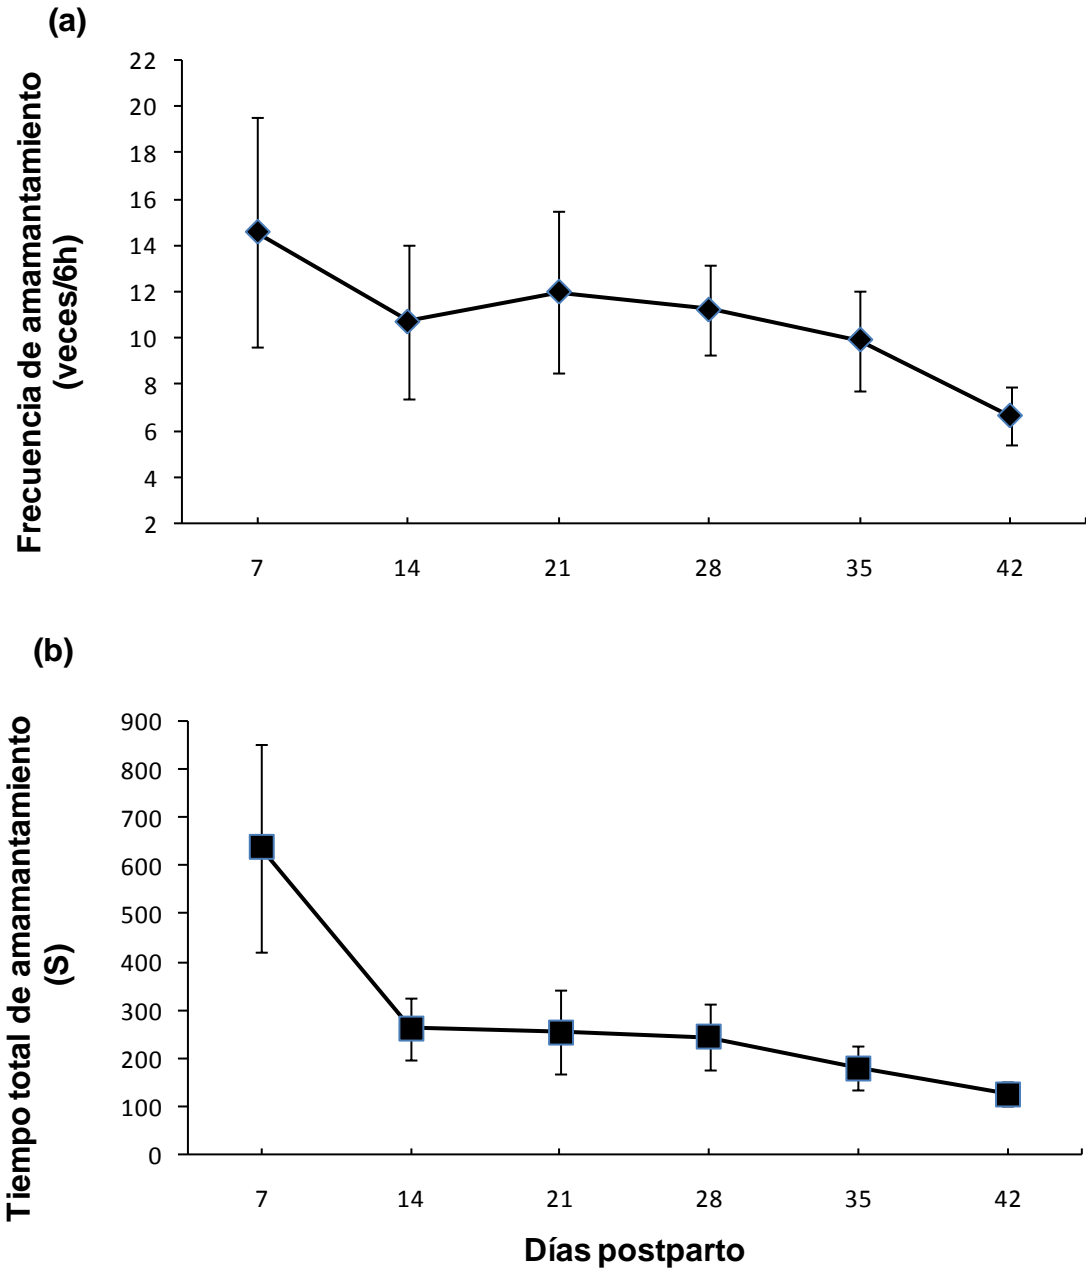 (a)
Frecuencia de amamantamiento
(veces/6h)
22
20
18
16
14
12
10
8
6
4
2
7 14 21 28 35 42
(b)
Tiempo total de amamantamiento
(S)
900
800
700
600
500
400
300
200
100
0
7 14 21 28 35 42
Días postparto